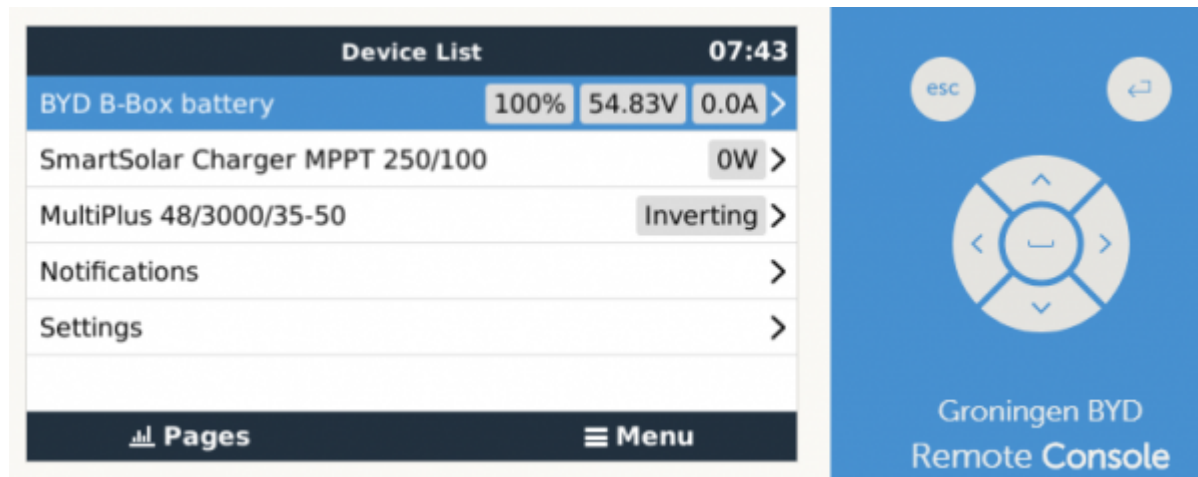 Device List 07:43
BYD B-Box battery 100% 54.83V 0.0A
SmartSolar Charger MPPT 250/100 0W
MultiPlus 48/3000/35-50 Inverting
Notifications
Settings
Pages Menu
esc
Groningen BYD
Remote Console